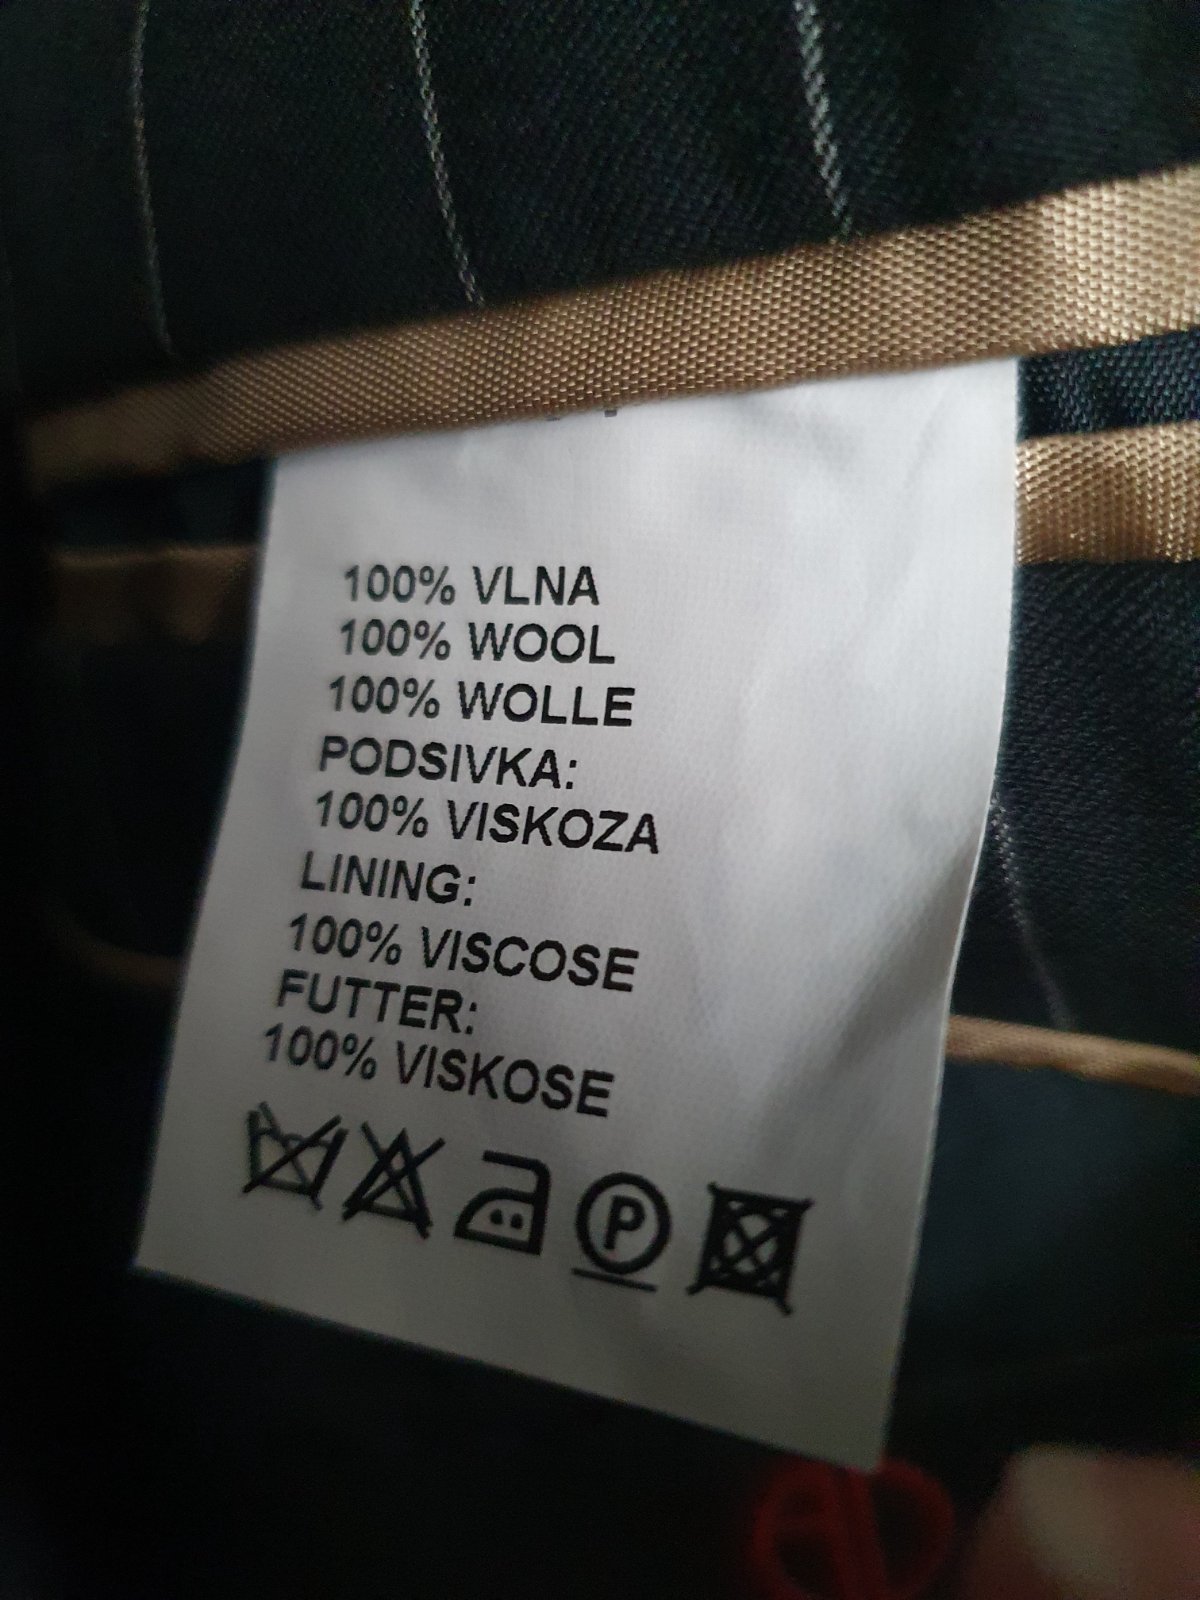 100% VLNA
100% WOOL
100% WOLLE
PODSIVKA:
100% VISKOZA
LINING:
100% VISCOSE
FUTTER:
100% VISKOSE
P